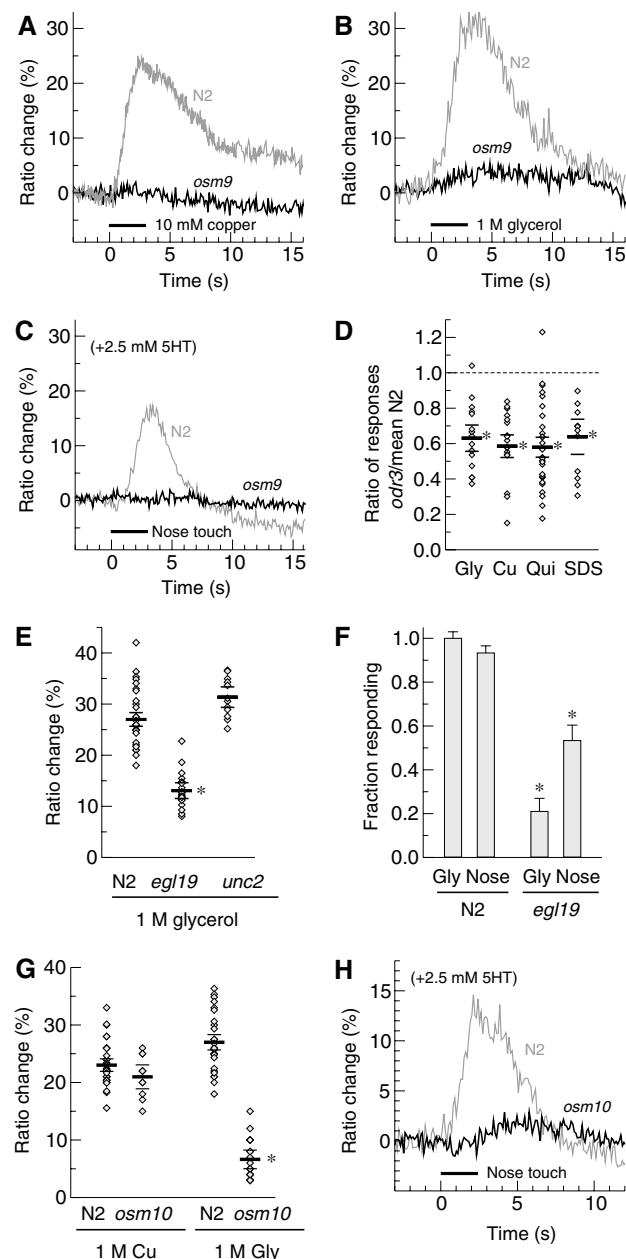 A
Ratio change (%)
30
20
10
0
N2
osm9
10 mM copper
0 5 10 15
Time (s)
B
Ratio change (%)
30
20
10
0
N2
osm9
1 M glycerol
0 5 10 15
Time (s)
C
(+2.5 mM 5HT)
Ratio change (%)
30
20
10
0
N2
osm9
Nose touch
0 5 10 15
Time (s)
D
Ratio of responses
odr3/mean N2
1.2
1.0
0.8
0.6
0.4
0.2
0.0
* * * *
Gly Cu Qui SDS
E
Ratio change (%)
40
30
20
10
0
*
N2 egl19 unc2
1 M glycerol
F
Fraction responding
1.0
0.8
0.6
0.4
0.2
0.0
* *
Gly Nose Gly Nose
N2 egl19
G
Ratio change (%)
40
30
20
10
0
*
N2 osm10 N2 osm10
1 M Cu 1 M Gly
H
(+2.5 mM 5HT)
Ratio change (%)
15
10
5
0
N2
osm10
Nose touch
0 5 10
Time (s)